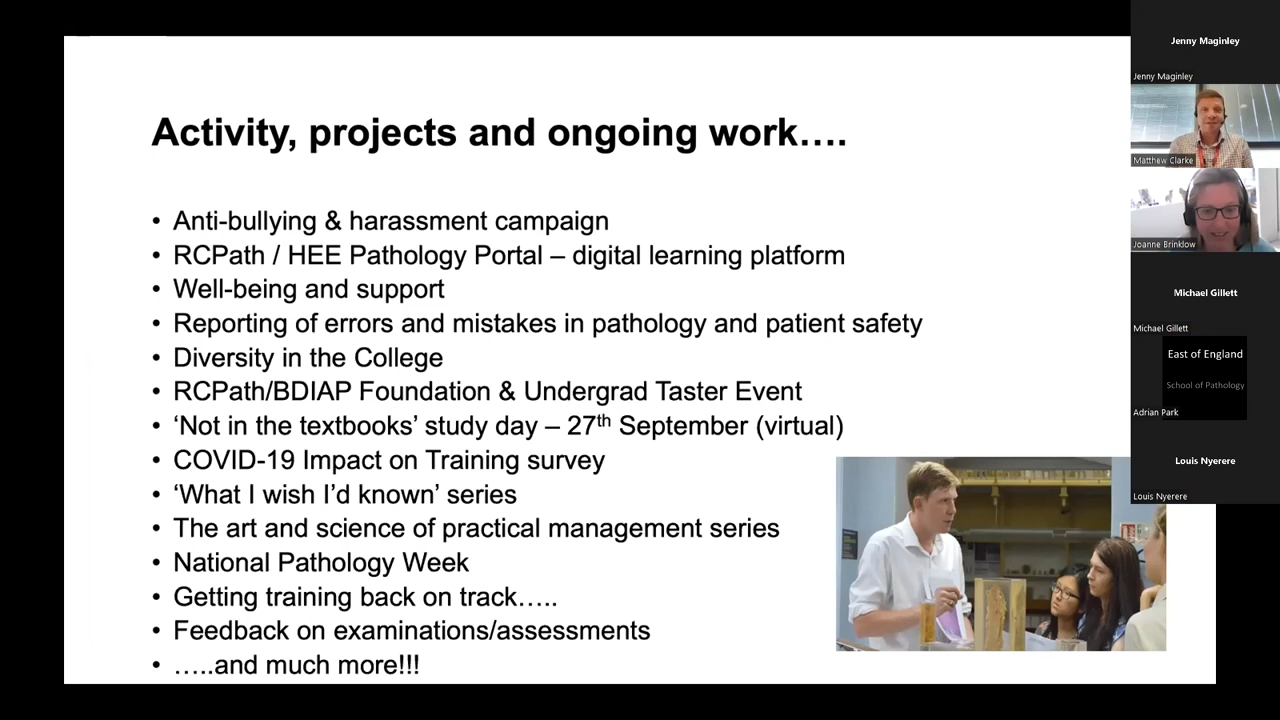 Activity, projects and ongoing work....
• Anti-bullying & harassment campaign
• RCPath / HEE Pathology Portal – digital learning platform
• Well-being and support
• Reporting of errors and mistakes in pathology and patient safety
• Diversity in the College
• RCPath/BDIAP Foundation & Undergrad Taster Event
• ‘Not in the textbooks’ study day – 27th September (virtual)
• COVID-19 Impact on Training survey
• ‘What I wish I’d known’ series
• The art and science of practical management series
• National Pathology Week
• Getting training back on track…..
• Feedback on examinations/assessments
• …..and much more!!!
Jenny Maginley
Jenny Maginley
Matthew Clarke
Joanne Brinklow
Michael Gillett
Michael Gillett
East of England
School of Pathology
Adrian Park
Louis Nyerere
Louis Nyerere